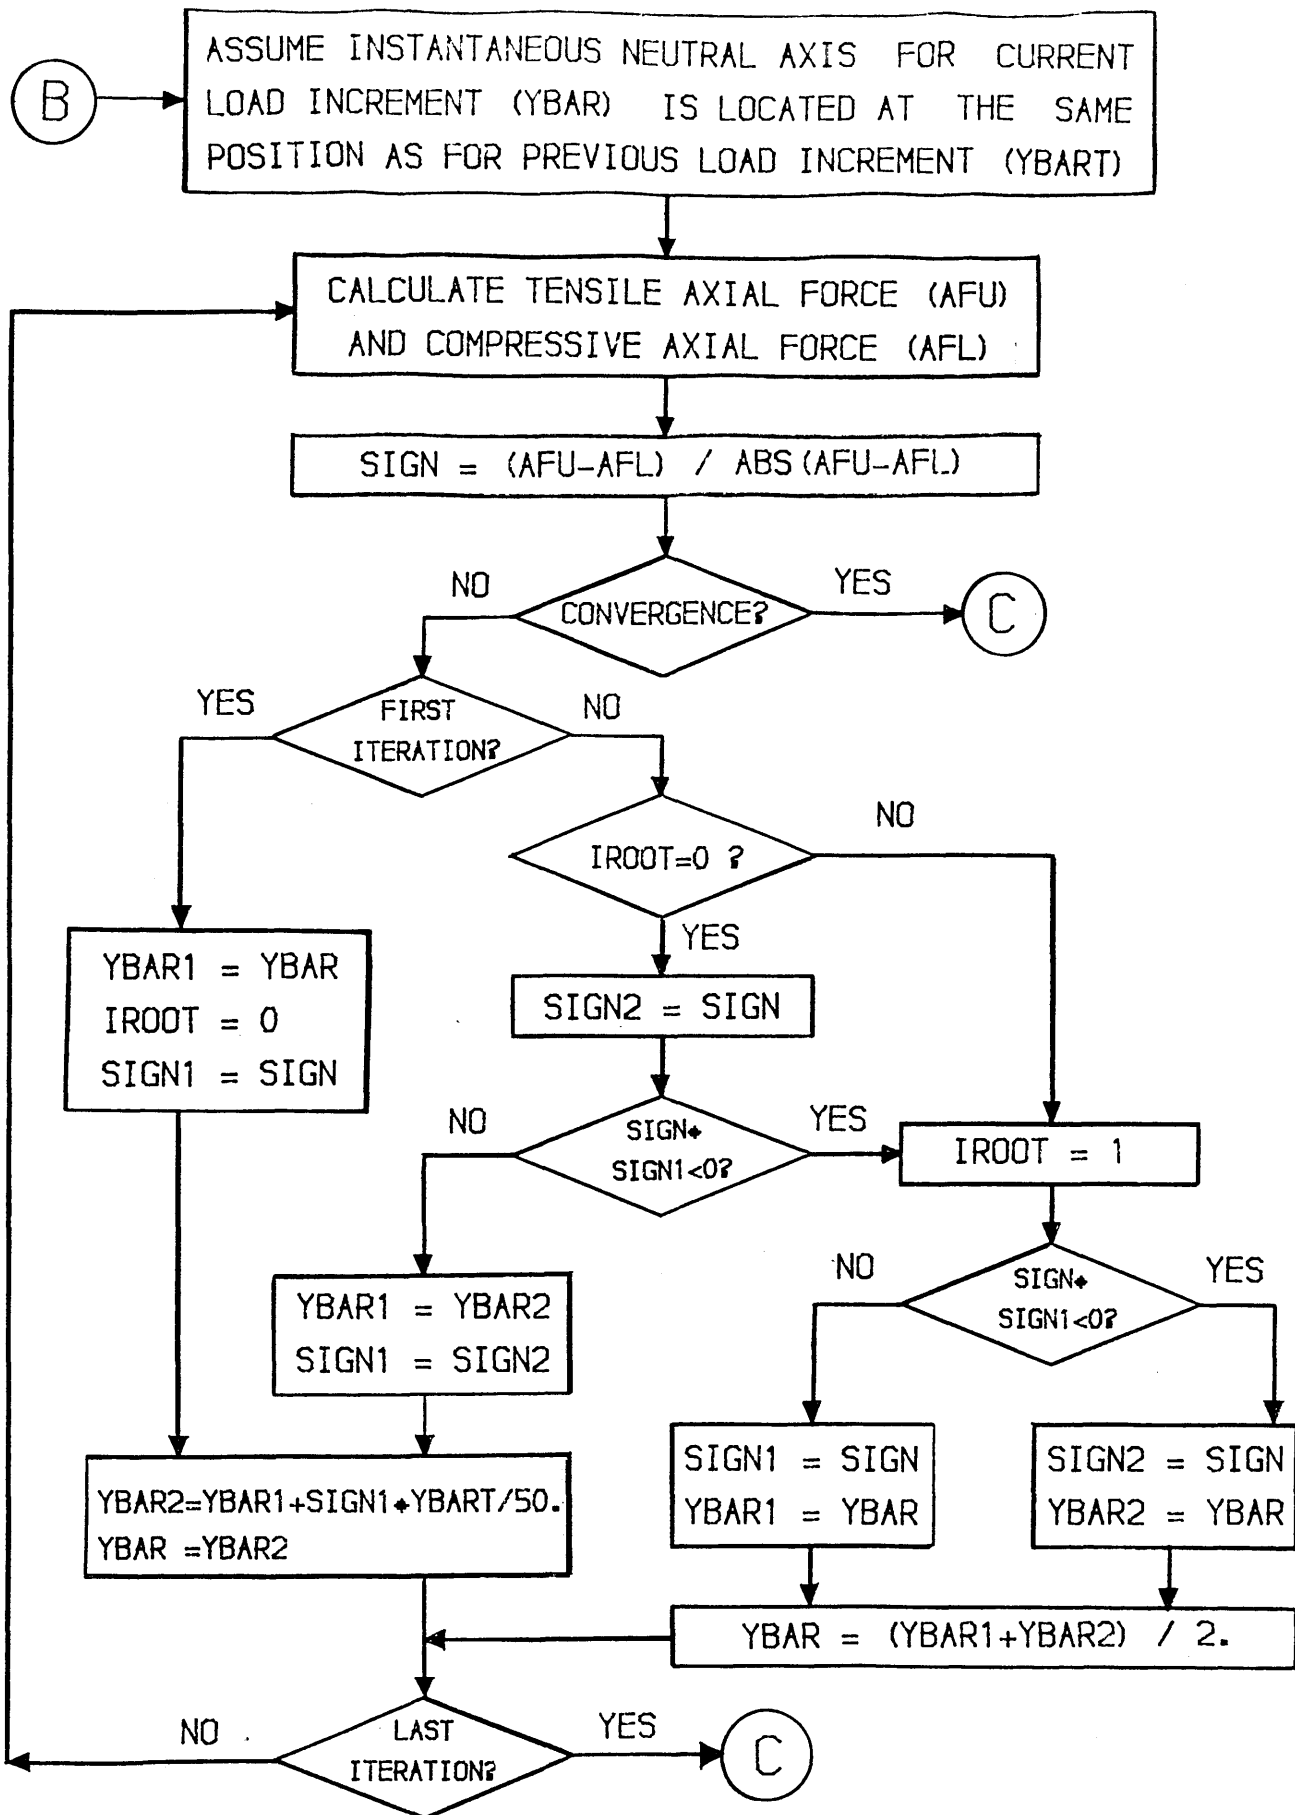 B
ASSUME INSTANTANEOUS NEUTRAL AXIS FOR CURRENT
LOAD INCREMENT (YBAR) IS LOCATED AT THE SAME
POSITION AS FOR PREVIOUS LOAD INCREMENT (YBART)
CALCULATE TENSILE AXIAL FORCE (AFU)
AND COMPRESSIVE AXIAL FORCE (AFL)
SIGN = (AFU-AFL) / ABS(AFU-AFL)
NO
CONVERGENCE?
YES
C
YES
FIRST
ITERATION?
NO
IROOT=0 ?
NO
YES
YBAR1 = YBAR
IROOT = 0
SIGN1 = SIGN
SIGN2 = SIGN
NO
SIGN*
SIGN1<0?
YES
IROOT = 1
YBAR1 = YBAR2
SIGN1 = SIGN2
NO
SIGN*
SIGN1<0?
YES
SIGN1 = SIGN
YBAR1 = YBAR
SIGN2 = SIGN
YBAR2 = YBAR
YBAR2=YBAR1+SIGN1*YBART/50.
YBAR =YBAR2
YBAR = (YBAR1+YBAR2) / 2.
NO
LAST
ITERATION?
YES
C